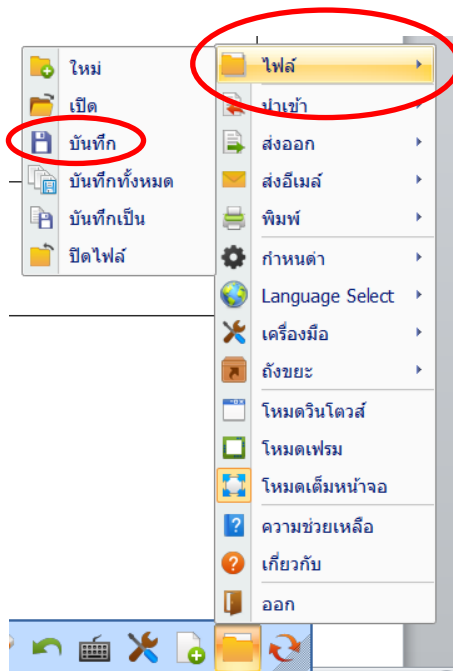 ใหม่
เปิด
บันทึก
บันทึกทั้งหมด
บันทึกเป็น
ปิดไฟล์
ไฟล์
นำเข้า
ส่งออก
ส่งอีเมล์
พิมพ์
กำหนดค่า
Language Select
เครื่องมือ
ถังขยะ
โหมดวินโดวส์
โหมดเฟรม
โหมดเต็มหน้าจอ
ความช่วยเหลือ
เกี่ยวกับ
ออก